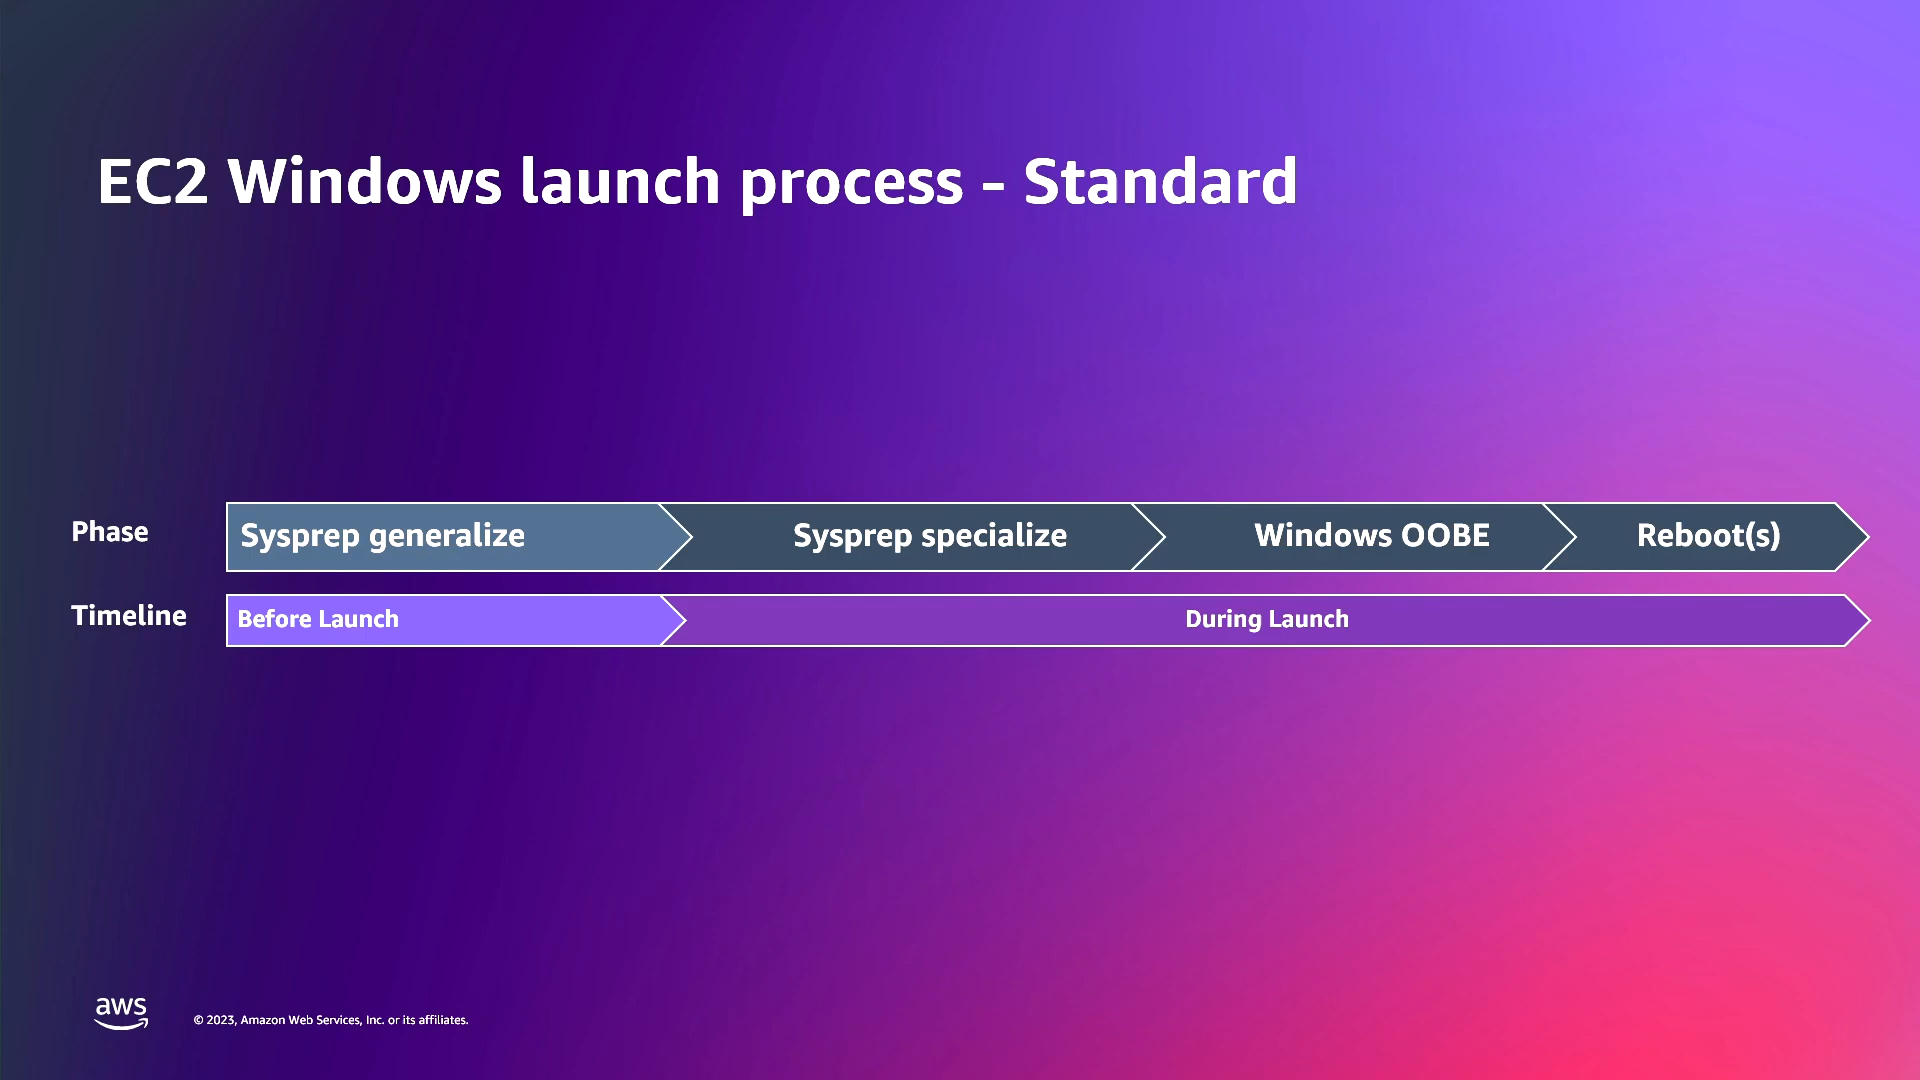 EC2 Windows launch process - Standard
Phase Sysprep generalize Sysprep specialize Windows OOBE Reboot(s)
Timeline Before Launch During Launch
aws © 2023, Amazon Web Services, Inc. or its affiliates.